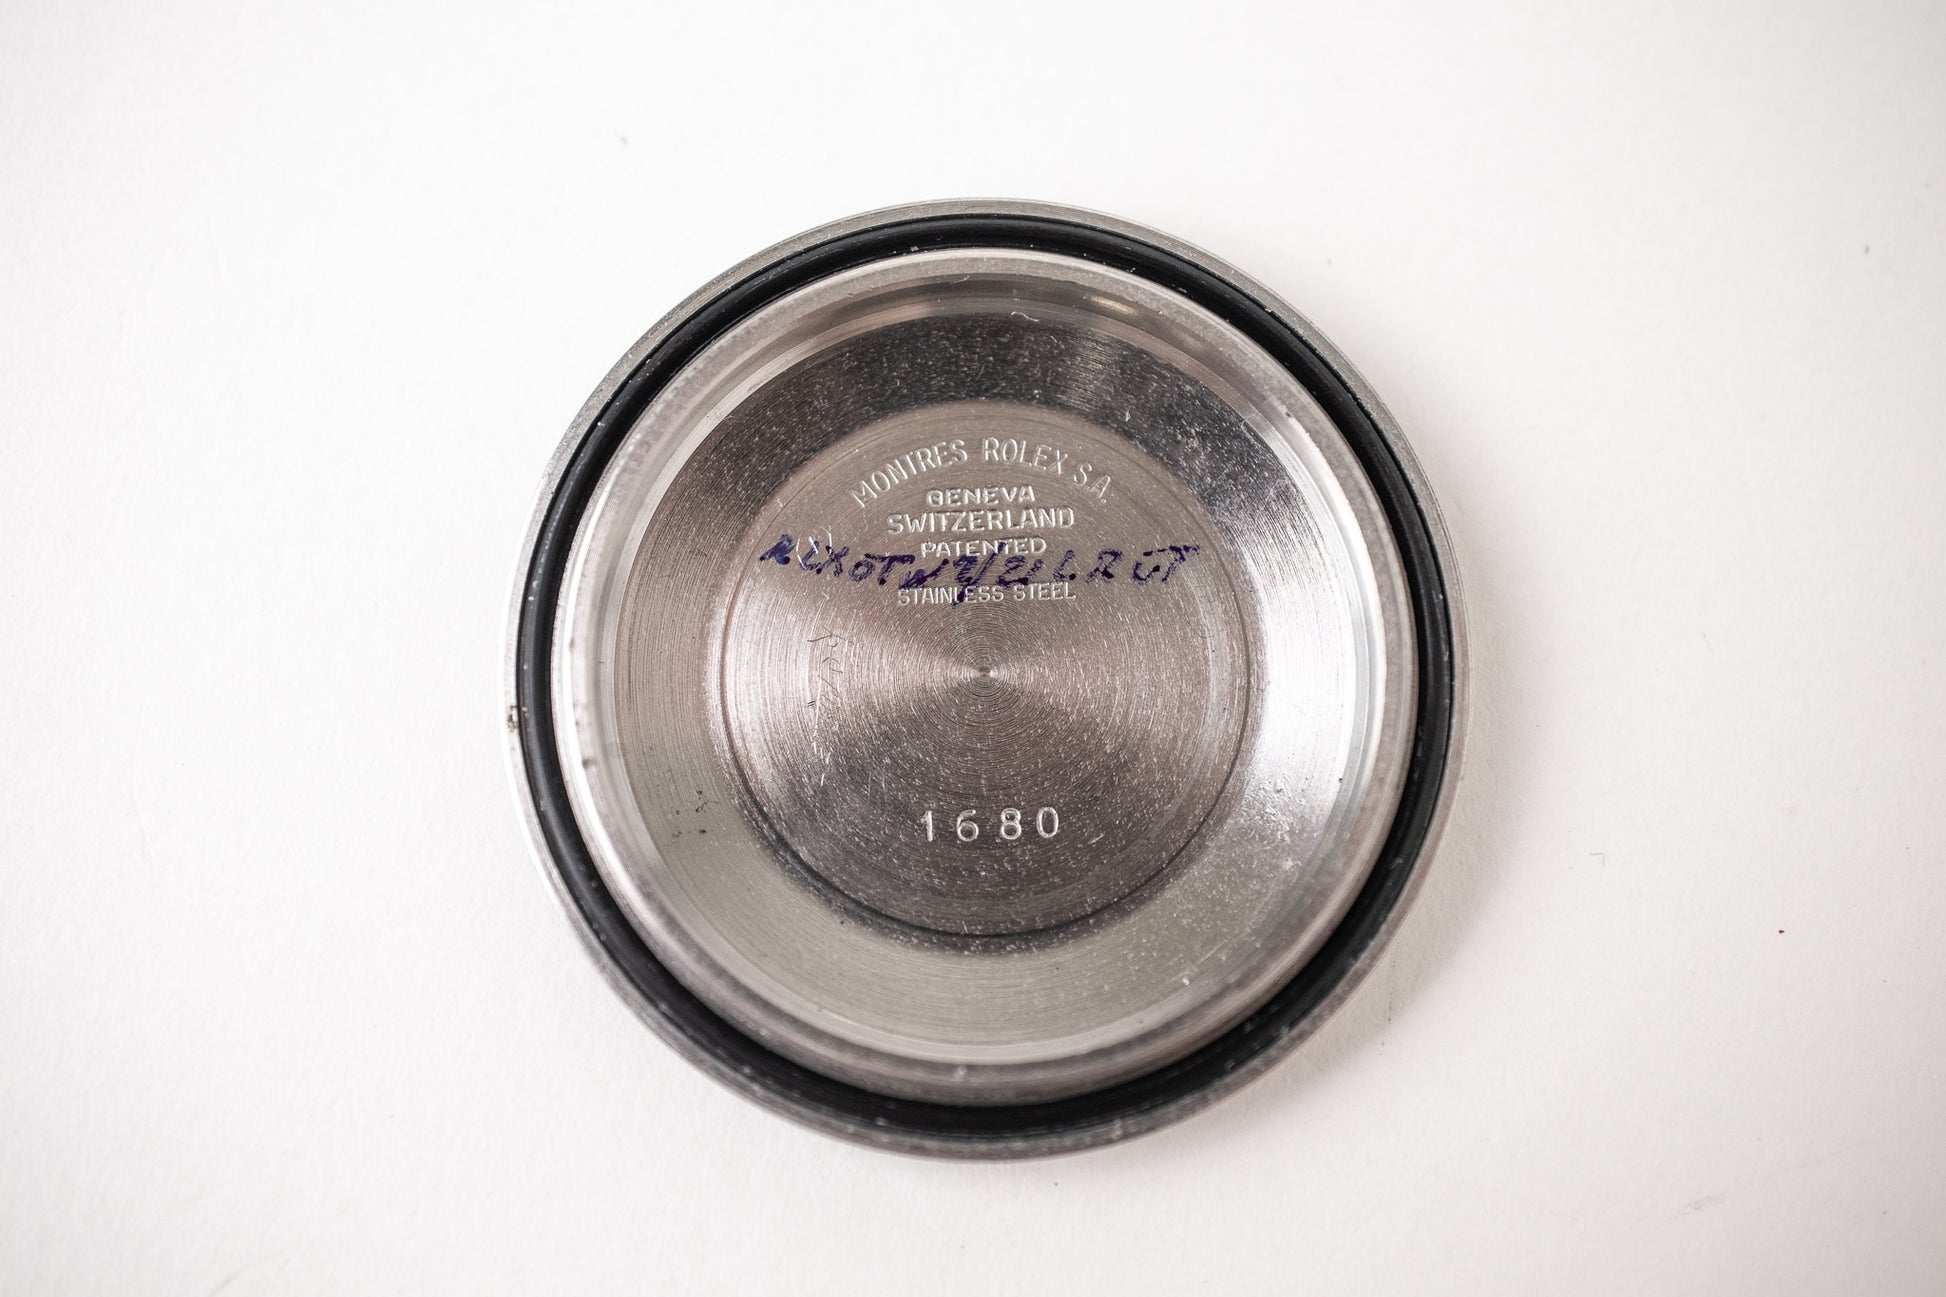 MONTRES ROLEX S.A.
GENEVA
SWITZERLAND
PATENTED
STAINLESS STEEL
1680